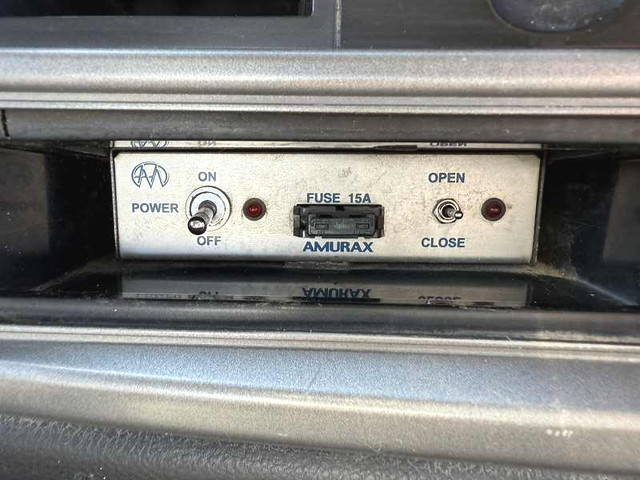 ON
POWER
OFF
FUSE 15A
AMURAX
OPEN
CLOSE